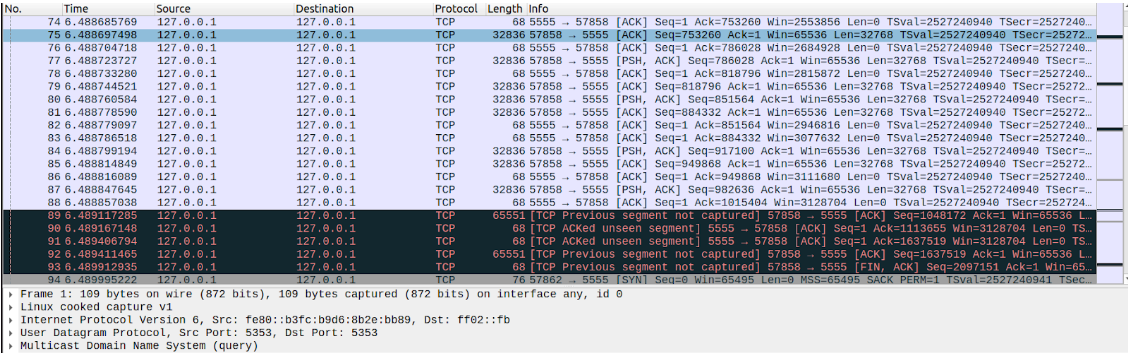 No. Time Source Destination Protocol Length Info
74 6.488685769 127.0.0.1 127.0.0.1 TCP 68 5555 → 57858 [ACK] Seq=1 Ack=753260 Win=2553856 Len=0 TSval=2527240940 TSecr=2527240…
75 6.488697498 127.0.0.1 127.0.0.1 TCP 32836 57858 → 5555 [ACK] Seq=753260 Ack=1 Win=65536 Len=32768 TSval=2527240940 TSecr=25272…
76 6.488704718 127.0.0.1 127.0.0.1 TCP 68 5555 → 57858 [ACK] Seq=1 Ack=786028 Win=2684928 Len=0 TSval=2527240940 TSecr=2527240…
77 6.488723727 127.0.0.1 127.0.0.1 TCP 32836 57858 → 5555 [PSH, ACK] Seq=786028 Ack=1 Win=65536 Len=32768 TSval=2527240940 TSecr=…
78 6.488733280 127.0.0.1 127.0.0.1 TCP 68 5555 → 57858 [ACK] Seq=1 Ack=818796 Win=2815872 Len=0 TSval=2527240940 TSecr=2527240…
79 6.488744521 127.0.0.1 127.0.0.1 TCP 32836 57858 → 5555 [ACK] Seq=818796 Ack=1 Win=65536 Len=32768 TSval=2527240940 TSecr=25272…
80 6.488760584 127.0.0.1 127.0.0.1 TCP 32836 57858 → 5555 [PSH, ACK] Seq=851564 Ack=1 Win=65536 Len=32768 TSval=2527240940 TSecr=…
81 6.488778590 127.0.0.1 127.0.0.1 TCP 32836 57858 → 5555 [ACK] Seq=884332 Ack=1 Win=65536 Len=32768 TSval=2527240940 TSecr=25272…
82 6.488779097 127.0.0.1 127.0.0.1 TCP 68 5555 → 57858 [ACK] Seq=1 Ack=851564 Win=2946816 Len=0 TSval=2527240940 TSecr=2527240…
83 6.488786518 127.0.0.1 127.0.0.1 TCP 68 5555 → 57858 [ACK] Seq=1 Ack=884332 Win=3077632 Len=0 TSval=2527240940 TSecr=2527240…
84 6.488799194 127.0.0.1 127.0.0.1 TCP 32836 57858 → 5555 [PSH, ACK] Seq=917100 Ack=1 Win=65536 Len=32768 TSval=2527240940 TSecr=…
85 6.488814849 127.0.0.1 127.0.0.1 TCP 32836 57858 → 5555 [ACK] Seq=949868 Ack=1 Win=65536 Len=32768 TSval=2527240940 TSecr=25272…
86 6.488816089 127.0.0.1 127.0.0.1 TCP 68 5555 → 57858 [ACK] Seq=1 Ack=949868 Win=3111680 Len=0 TSval=2527240940 TSecr=2527240…
87 6.488847645 127.0.0.1 127.0.0.1 TCP 32836 57858 → 5555 [PSH, ACK] Seq=982636 Ack=1 Win=65536 Len=32768 TSval=2527240940 TSecr=…
88 6.488857038 127.0.0.1 127.0.0.1 TCP 68 5555 → 57858 [ACK] Seq=1 Ack=1015404 Win=3128704 Len=0 TSval=2527240940 TSecr=252724…
89 6.489117285 127.0.0.1 127.0.0.1 TCP 65551 [TCP Previous segment not captured] 57858 → 5555 [ACK] Seq=1048172 Ack=1 Win=65536 L…
90 6.489167148 127.0.0.1 127.0.0.1 TCP 68 [TCP ACKed unseen segment] 5555 → 57858 [ACK] Seq=1 Ack=1113655 Win=3128704 Len=0 TS…
91 6.489406794 127.0.0.1 127.0.0.1 TCP 68 [TCP ACKed unseen segment] 5555 → 57858 [ACK] Seq=1 Ack=1637519 Win=3128704 Len=0 TS…
92 6.489411465 127.0.0.1 127.0.0.1 TCP 65551 [TCP Previous segment not captured] 57858 → 5555 [ACK] Seq=1637519 Ack=1 Win=65536 L…
93 6.489912935 127.0.0.1 127.0.0.1 TCP 68 [TCP Previous segment not captured] 57858 → 5555 [FIN, ACK] Seq=2097151 Ack=1 Win=65…
94 6.489995222 127.0.0.1 127.0.0.1 TCP 76 57862 → 5555 [SYN] Seq=0 Win=65495 Len=0 MSS=65495 SACK_PERM=1 TSval=2527240941 TSec…
Frame 1: 109 bytes on wire (872 bits), 109 bytes captured (872 bits) on interface any, id 0
Linux cooked capture v1
Internet Protocol Version 6, Src: fe80::b3fc:b9d6:8b2e:bb89, Dst: ff02::fb
User Datagram Protocol, Src Port: 5353, Dst Port: 5353
Multicast Domain Name System (query)